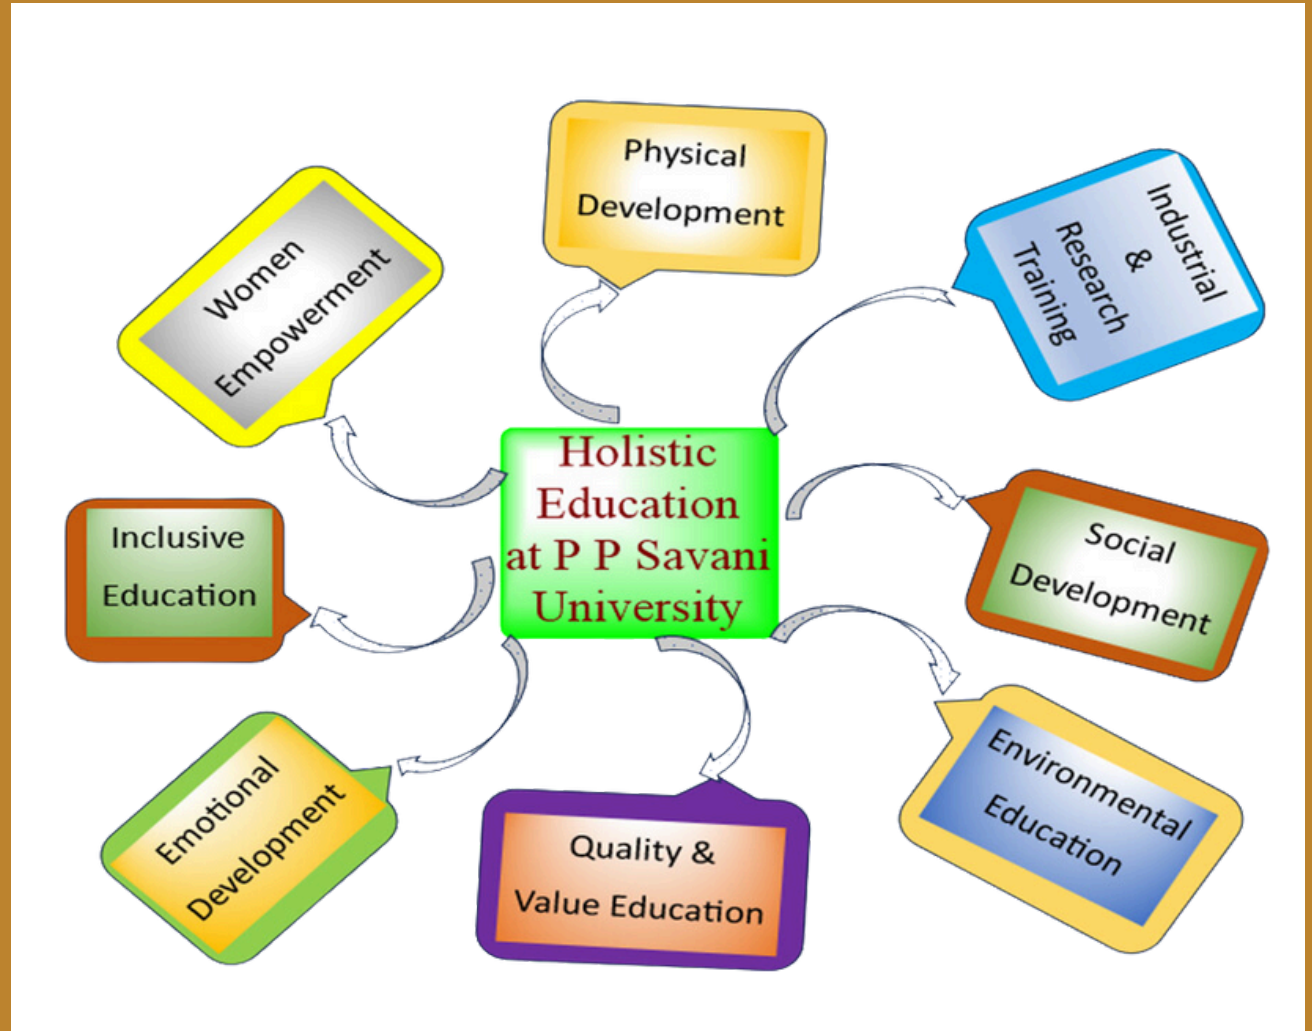 Physical
Development
Industrial
&
Research
Training
Women
Empowerment
Holistic
Education
at P P Savani
University
Social
Development
Inclusive
Education
Environmental
Education
Emotional
Development
Quality &
Value Education